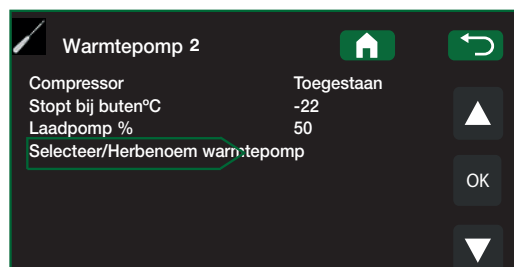 Warmtepomp 2
Compressor Toegestaan
Stopt bij buten°C -22
Laadpomp % 50
Selecteer/Herbenoem warmtepomp
OK